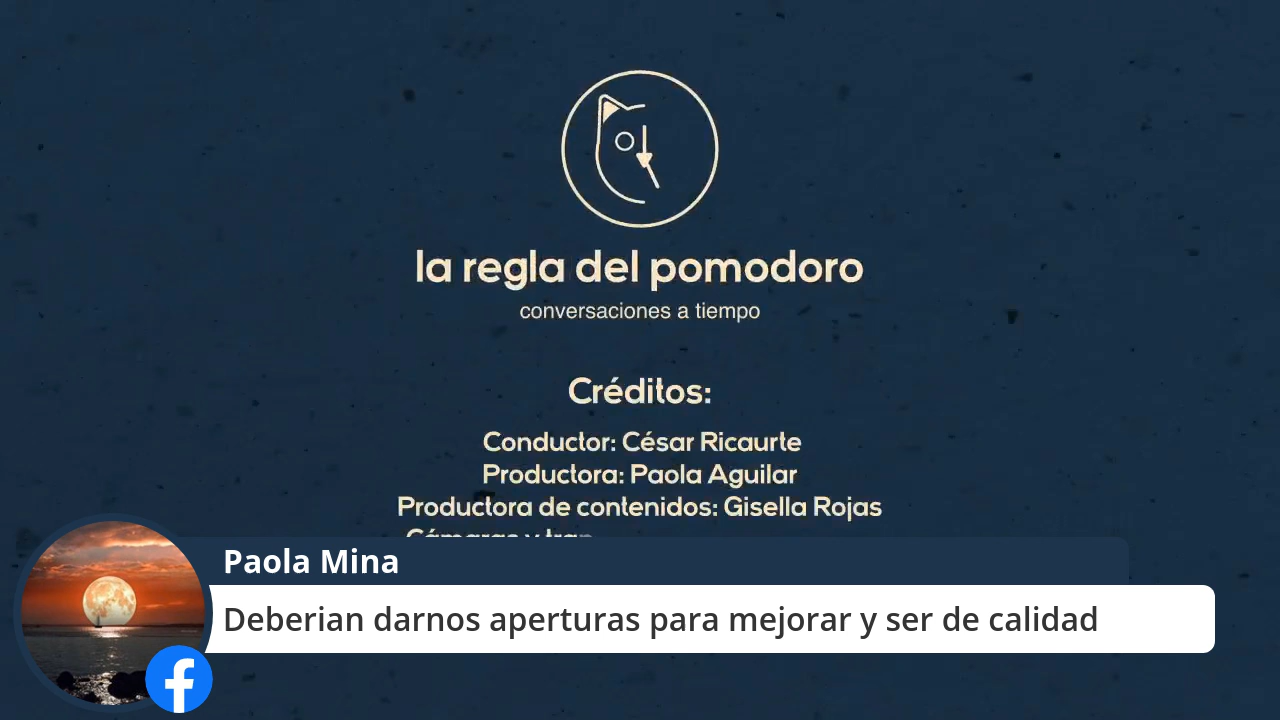 la regla del pomodoro
conversaciones a tiempo
Créditos:
Conductor: César Ricaurte
Productora: Paola Aguilar
Productora de contenidos: Gisella Rojas
Cámaras y
Paola Mina
Deberian darnos aperturas para mejorar y ser de calidad